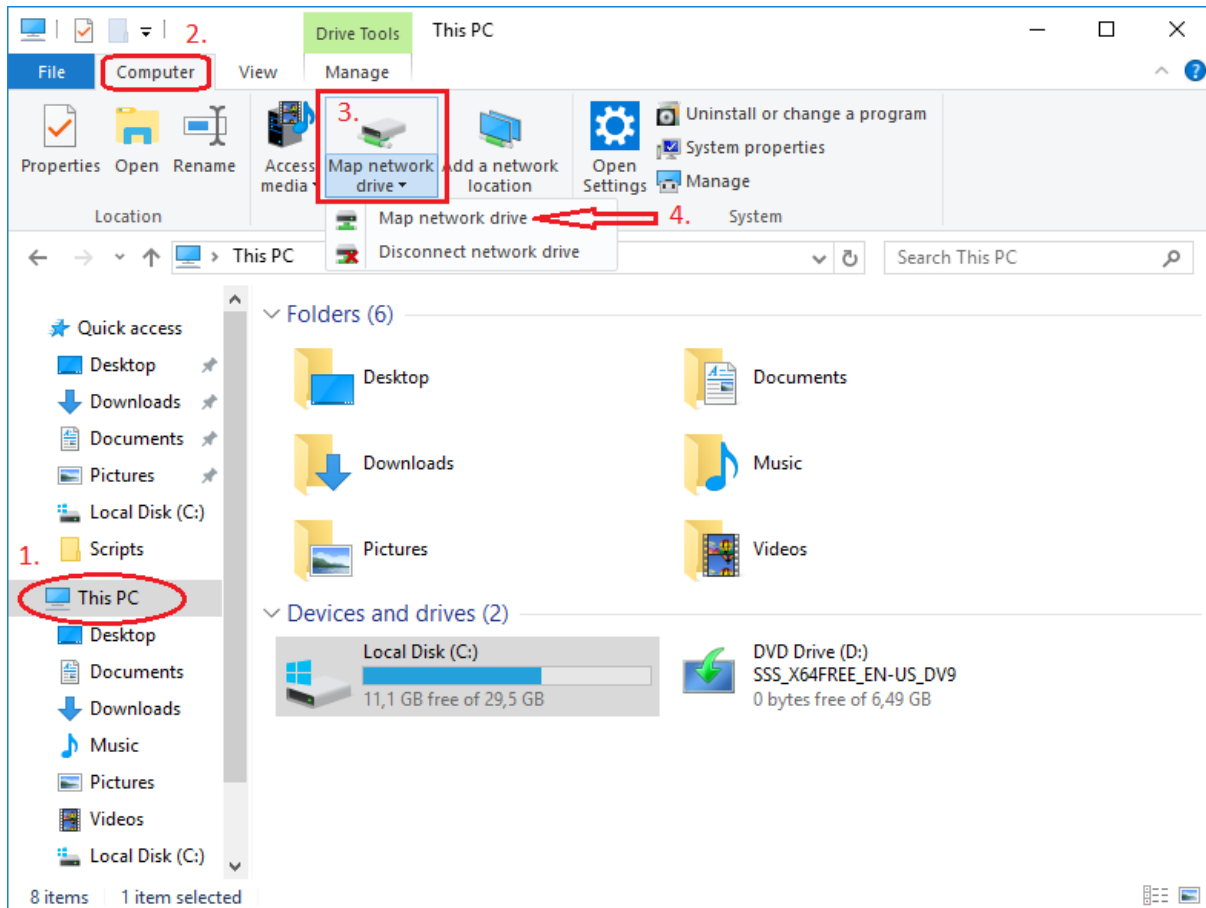 2.
Drive Tools
This PC
File
Computer
View
Manage
Properties
Open
Rename
Access
media
3.
Map network
drive
Add a network
location
Open
Settings
Uninstall or change a program
System properties
Manage
Location
System
Map network drive
4.
Disconnect network drive
This PC
Search This PC
Quick access
Desktop
Downloads
Documents
Pictures
Local Disk (C:)
Scripts
1.
This PC
Desktop
Documents
Downloads
Music
Pictures
Videos
Local Disk (C:)
Folders (6)
Desktop
Documents
Downloads
Music
Pictures
Videos
Devices and drives (2)
Local Disk (C:)
11,1 GB free of 29,5 GB
DVD Drive (D:)
SSS_X64FREE_EN-US_DV9
0 bytes free of 6,49 GB
8 items
1 item selected